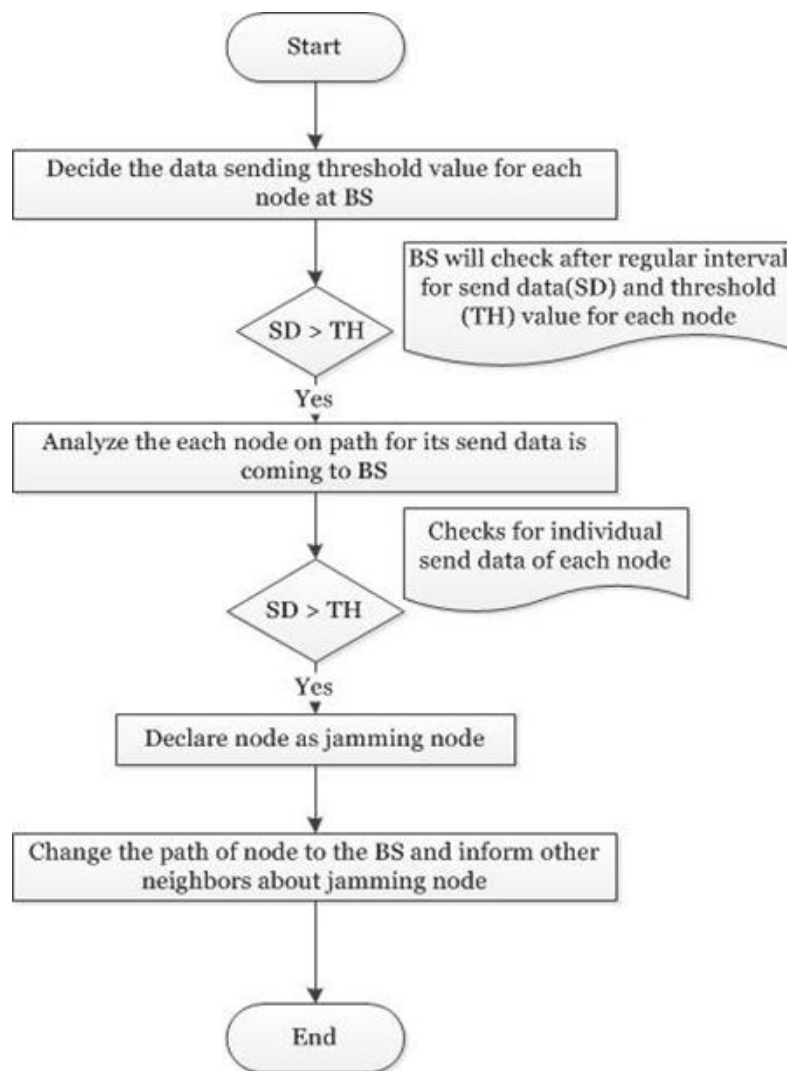 Start
Decide the data sending threshold value for each
node at BS
BS will check after regular interval
for send data(SD) and threshold
(TH) value for each node
SD > TH
Yes
Analyze the each node on path for its send data is
coming to BS
Checks for individual
send data of each node
SD > TH
Yes
Declare node as jamming node
Change the path of node to the BS and inform other
neighbors about jamming node
End